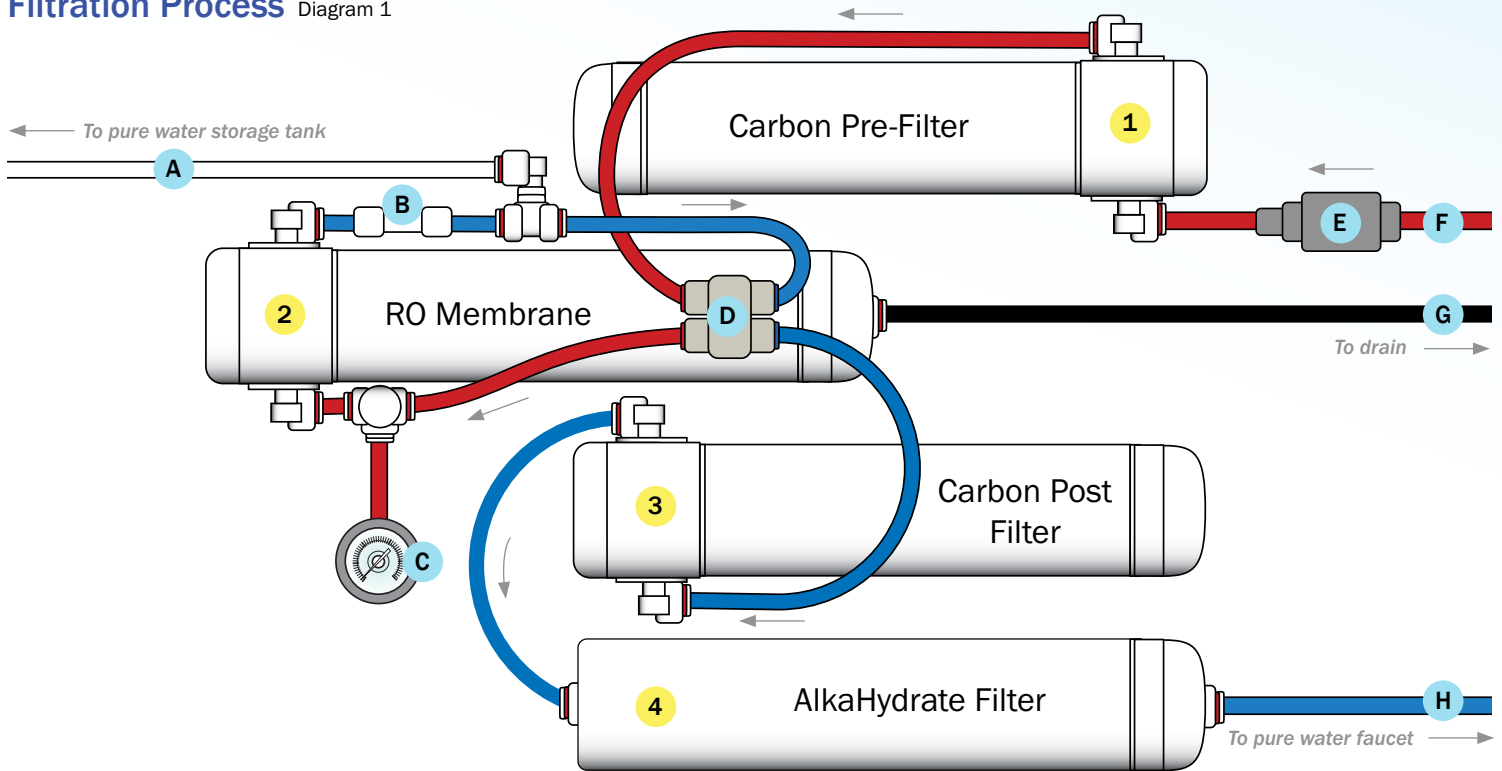 Filtration Process Diagram 1
Carbon Pre-Filter
1
To pure water storage tank
A
B
E
F
2
RO Membrane
D
G
To drain
C
3
Carbon Post
Filter
4
AlkaHydrate Filter
H
To pure water faucet